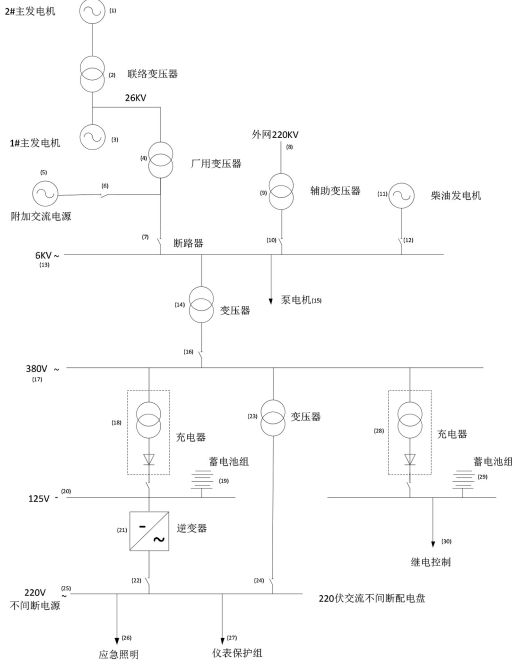 2#主发电机 (1)
(2) 联络变压器
26KV
1#主发电机 (3)
(4) 厂用变压器
外网220KV
(8)
(5)
附加交流电源
(6)
(9) 辅助变压器
(11) 柴油发电机
(7) 断路器
(10)
(12)
6KV ~
(13)
(14) 变压器
泵电机(15)
(16)
380V ~
(17)
(18) 充电器
(23) 变压器
(28) 充电器
蓄电池组
(19)
蓄电池组
(29)
125V - (20)
(21) 逆变器
- ~
(30)
继电控制
(22)
(24)
220V (25)
~
不间断电源
220伏交流不间断配电盘
(26)
应急照明
(27)
仪表保护组